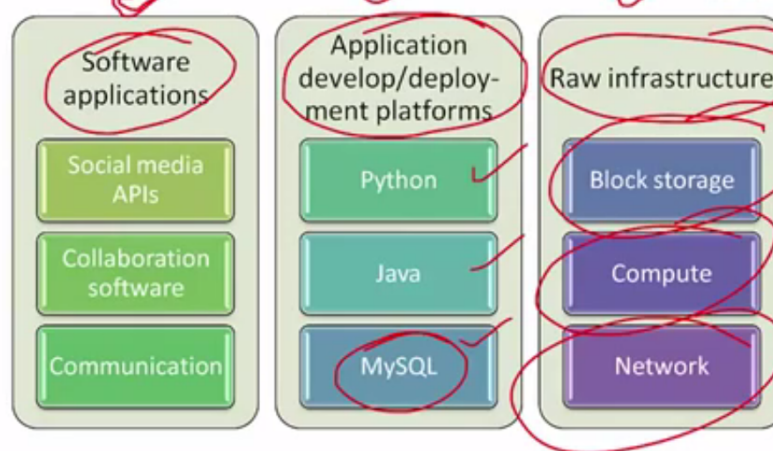 Software
applications
Social media
APIs
Collaboration
software
Communication
Application
develop/deploy-
ment platforms
Python
Java
MySQL
Raw infrastructure
Block storage
Compute
Network